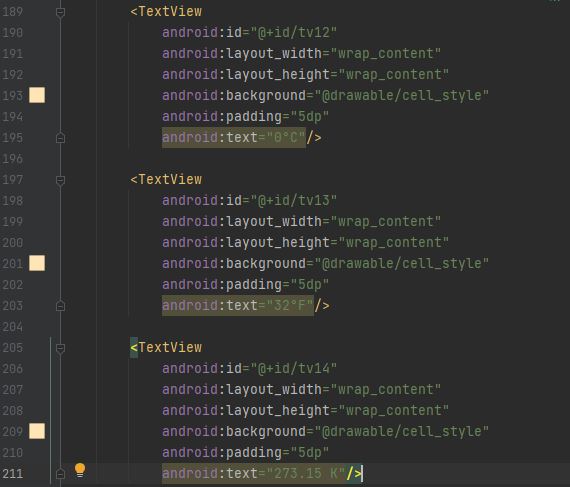 189 <TextView
190 android:id="@+id/tv12"
191 android:layout_width="wrap_content"
192 android:layout_height="wrap_content"
193 android:background="@drawable/cell_style"
194 android:padding="5dp"
195 android:text="0°C"/>
196
197 <TextView
198 android:id="@+id/tv13"
199 android:layout_width="wrap_content"
200 android:layout_height="wrap_content"
201 android:background="@drawable/cell_style"
202 android:padding="5dp"
203 android:text="32°F"/>
204
205 <TextView
206 android:id="@+id/tv14"
207 android:layout_width="wrap_content"
208 android:layout_height="wrap_content"
209 android:background="@drawable/cell_style"
210 android:padding="5dp"
211 android:text="273.15 K"/>